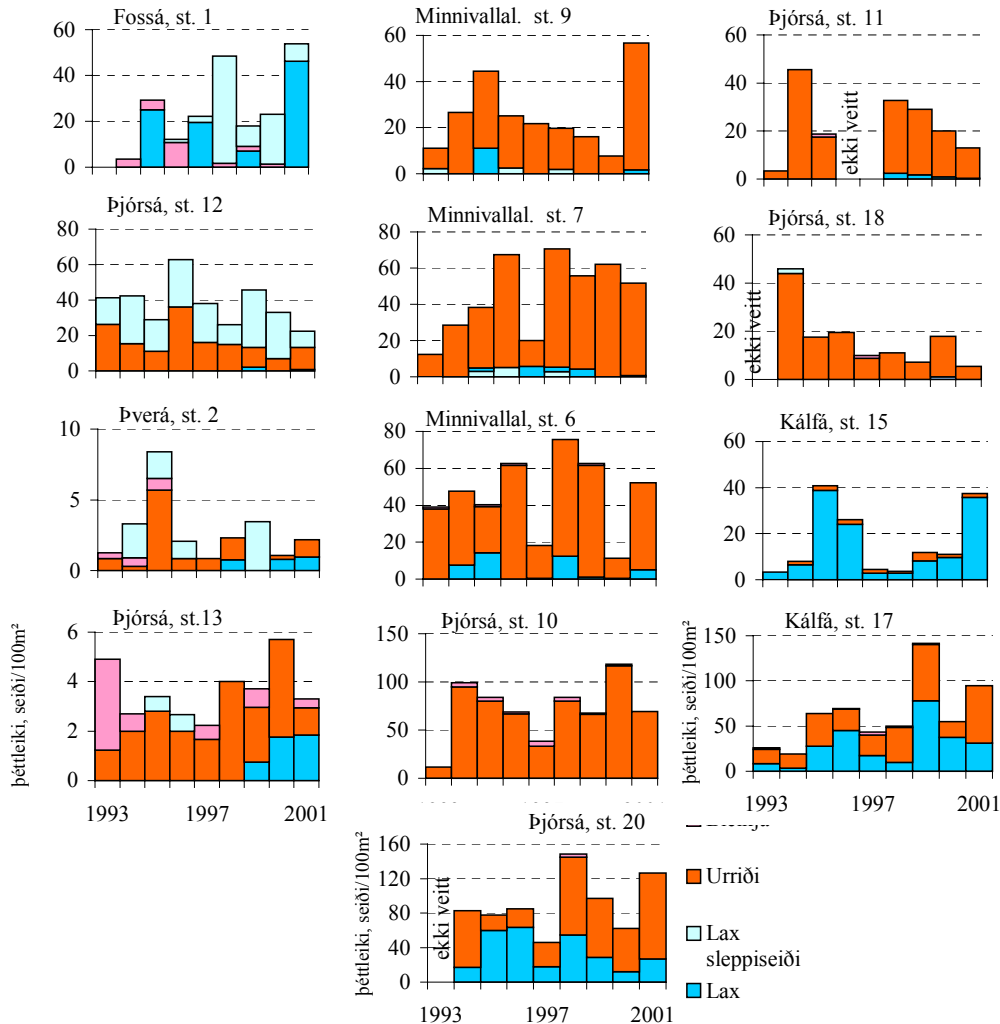 Fossá, st. 1
60
40
20
0
Minnivallal. st. 9
60
40
20
0
Þjórsá, st. 11
60
40
20
0
ekki veitt
Þjórsá, st. 12
80
60
40
20
0
Minnivallal. st. 7
80
60
40
20
0
Þjórsá, st. 18
60
40
20
0
ekki veitt
Þverá, st. 2
10
5
0
Minnivallal, st. 6
80
60
40
20
0
Kálfá, st. 15
60
40
20
0
Þjórsá, st.13
6
4
2
0
þéttleiki, seiði/100m²
1993 1997 2001
Þjórsá, st. 10
150
100
50
0
Kálfá, st. 17
150
100
50
0
þéttleiki, seiði/100m²
1993 1997 2001
Þjórsá, st. 20
160
120
80
40
0
þéttleiki, seiði/100m²
ekki veitt
1993 1997 2001
Urriði
Lax
sleppiseiði
Lax